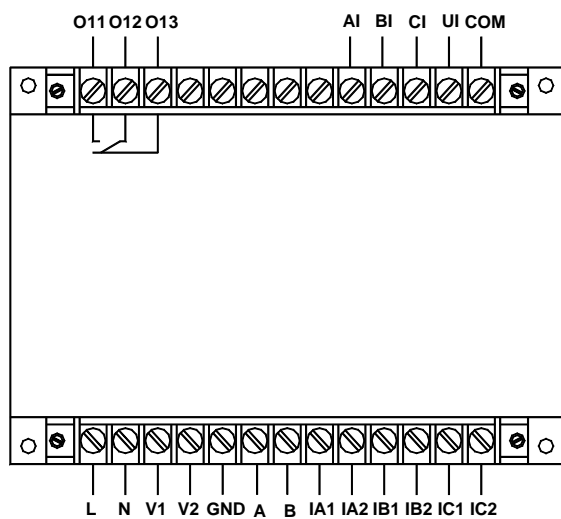 O11 O12 O13 AI BI CI UI COM
L N V1 V2 GND A B IA1 IA2 IB1 IB2 IC1 IC2